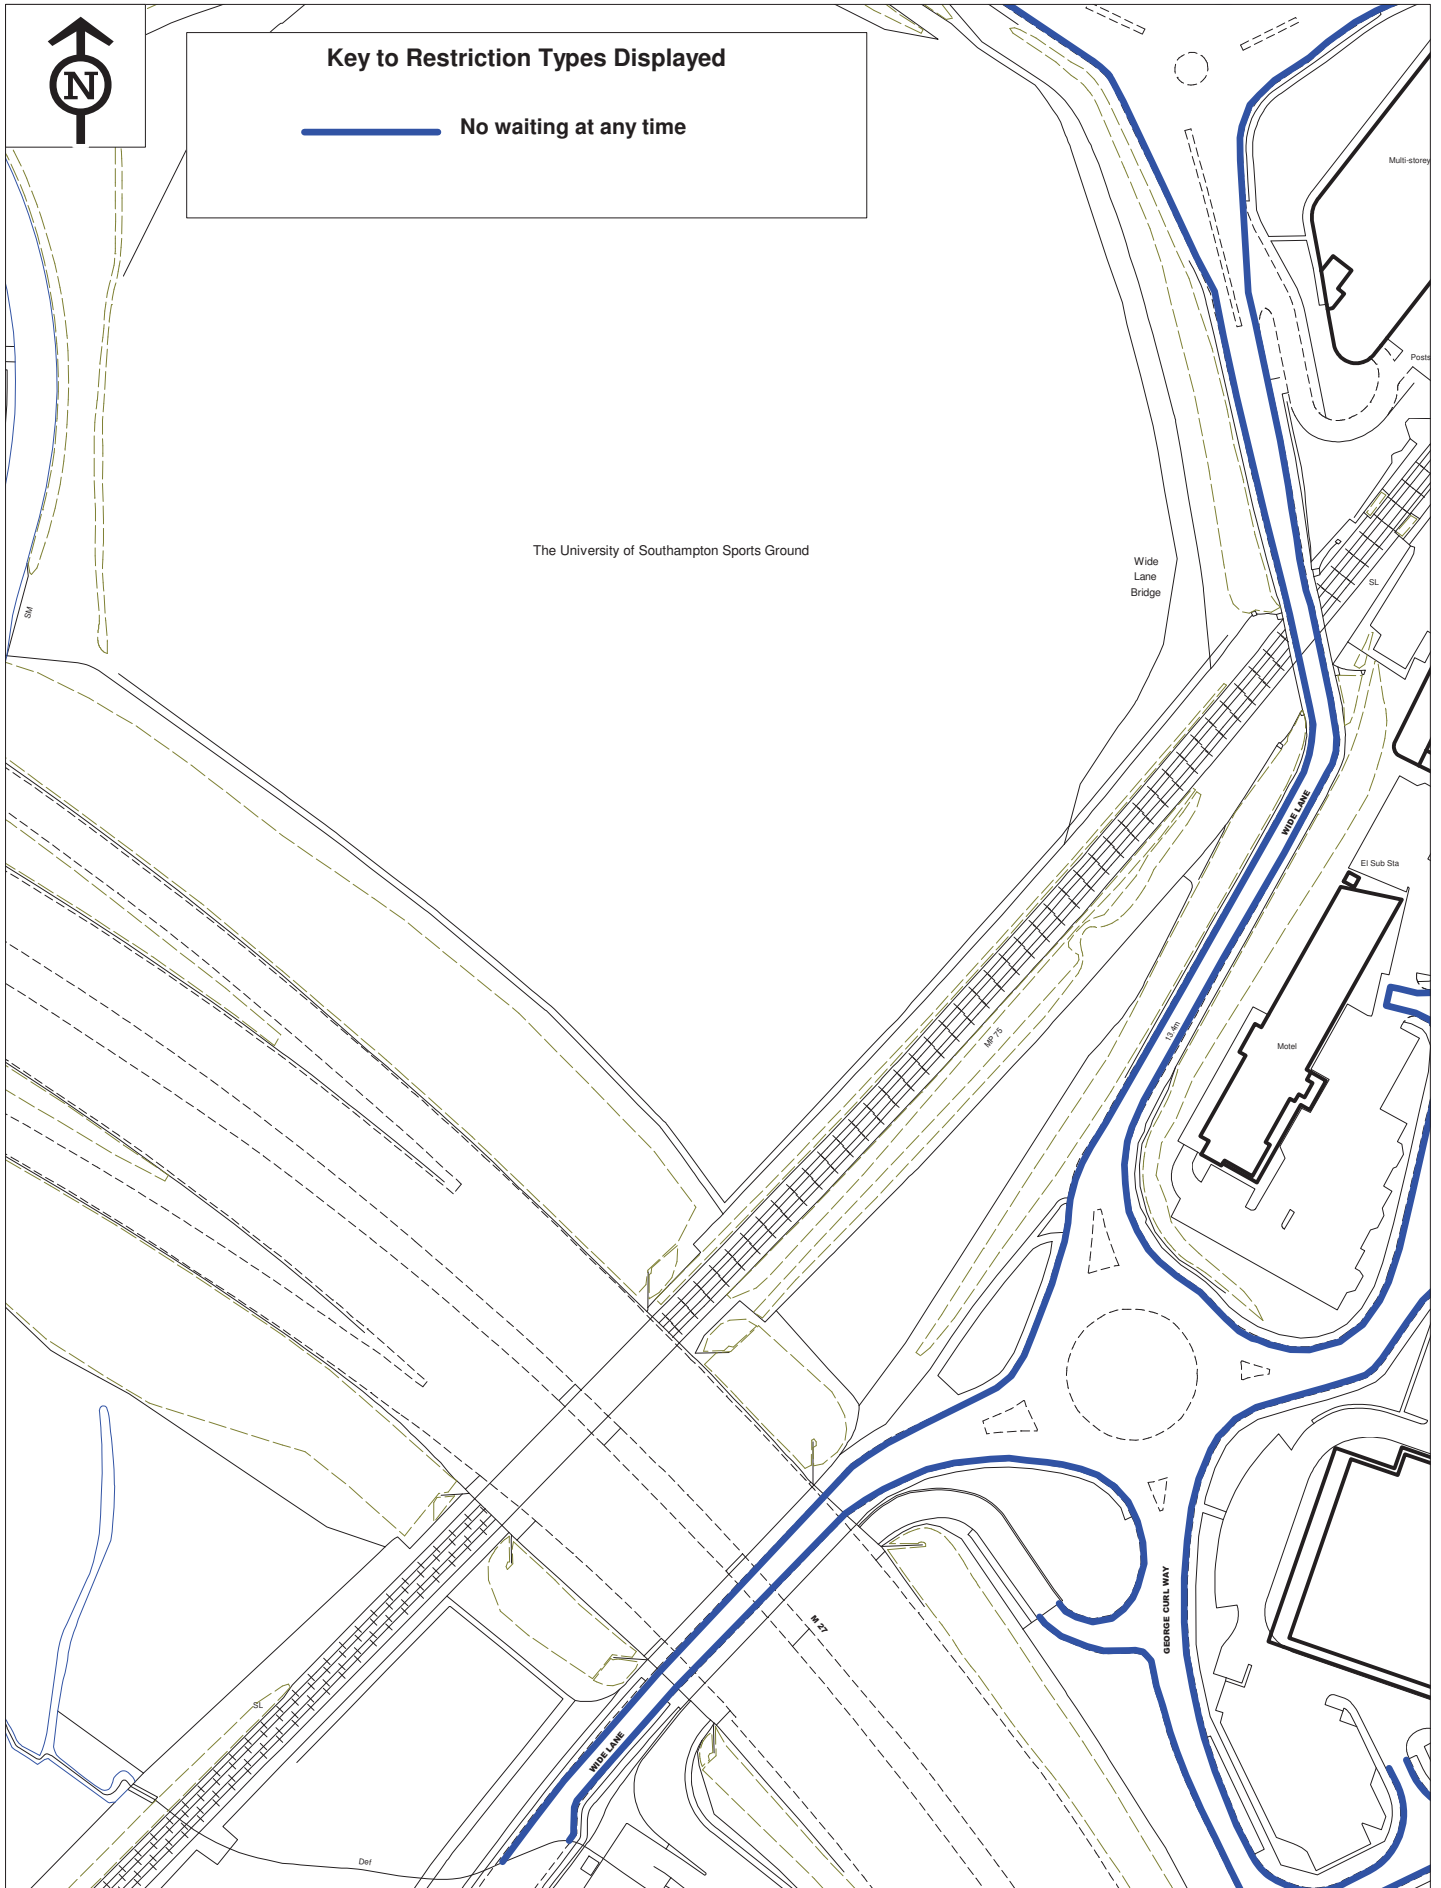 N
Key to Restriction Types Displayed
No waiting at any time
Multi-storey
Posts
The University of Southampton Sports Ground
Wide
Lane
Bridge
SL
SM
WIDE LANE
El Sub Sta
13.4m
MP 75
Motel
GEORGE CURL WAY
M 27
SL
WIDE LANE
Def